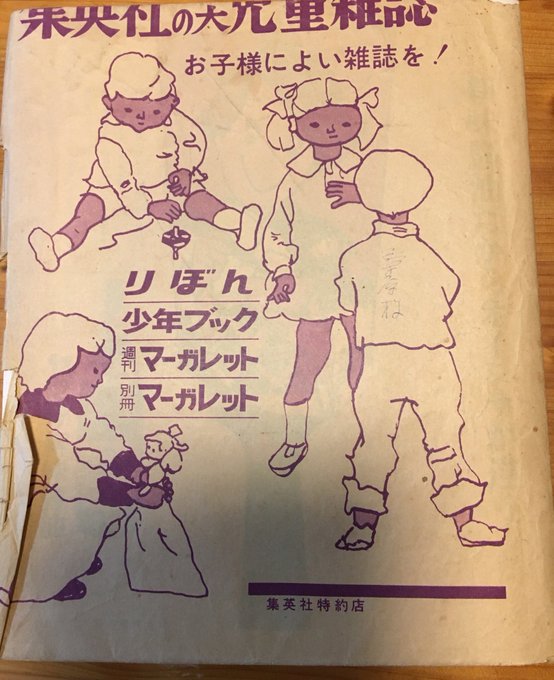 集英社の大児童雑誌
お子様によい雑誌を！
りぼん
少年ブック
週刊マーガレット
別冊マーガレット
集英社特約店